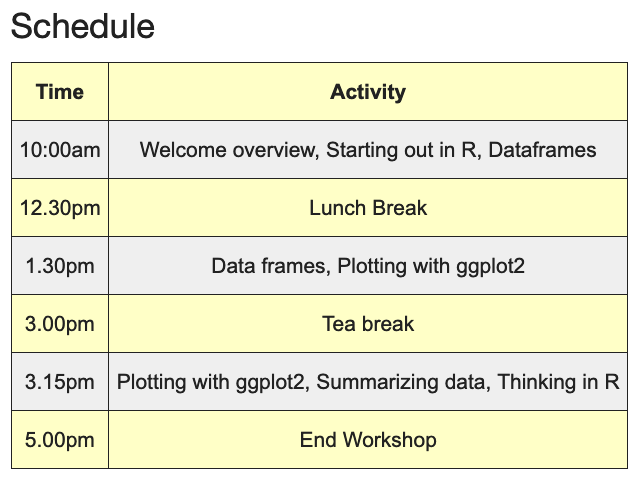 Schedule
Time Activity
10:00am Welcome overview, Starting out in R, Dataframes
12.30pm Lunch Break
1.30pm Data frames, Plotting with ggplot2
3.00pm Tea break
3.15pm Plotting with ggplot2, Summarizing data, Thinking in R
5.00pm End Workshop